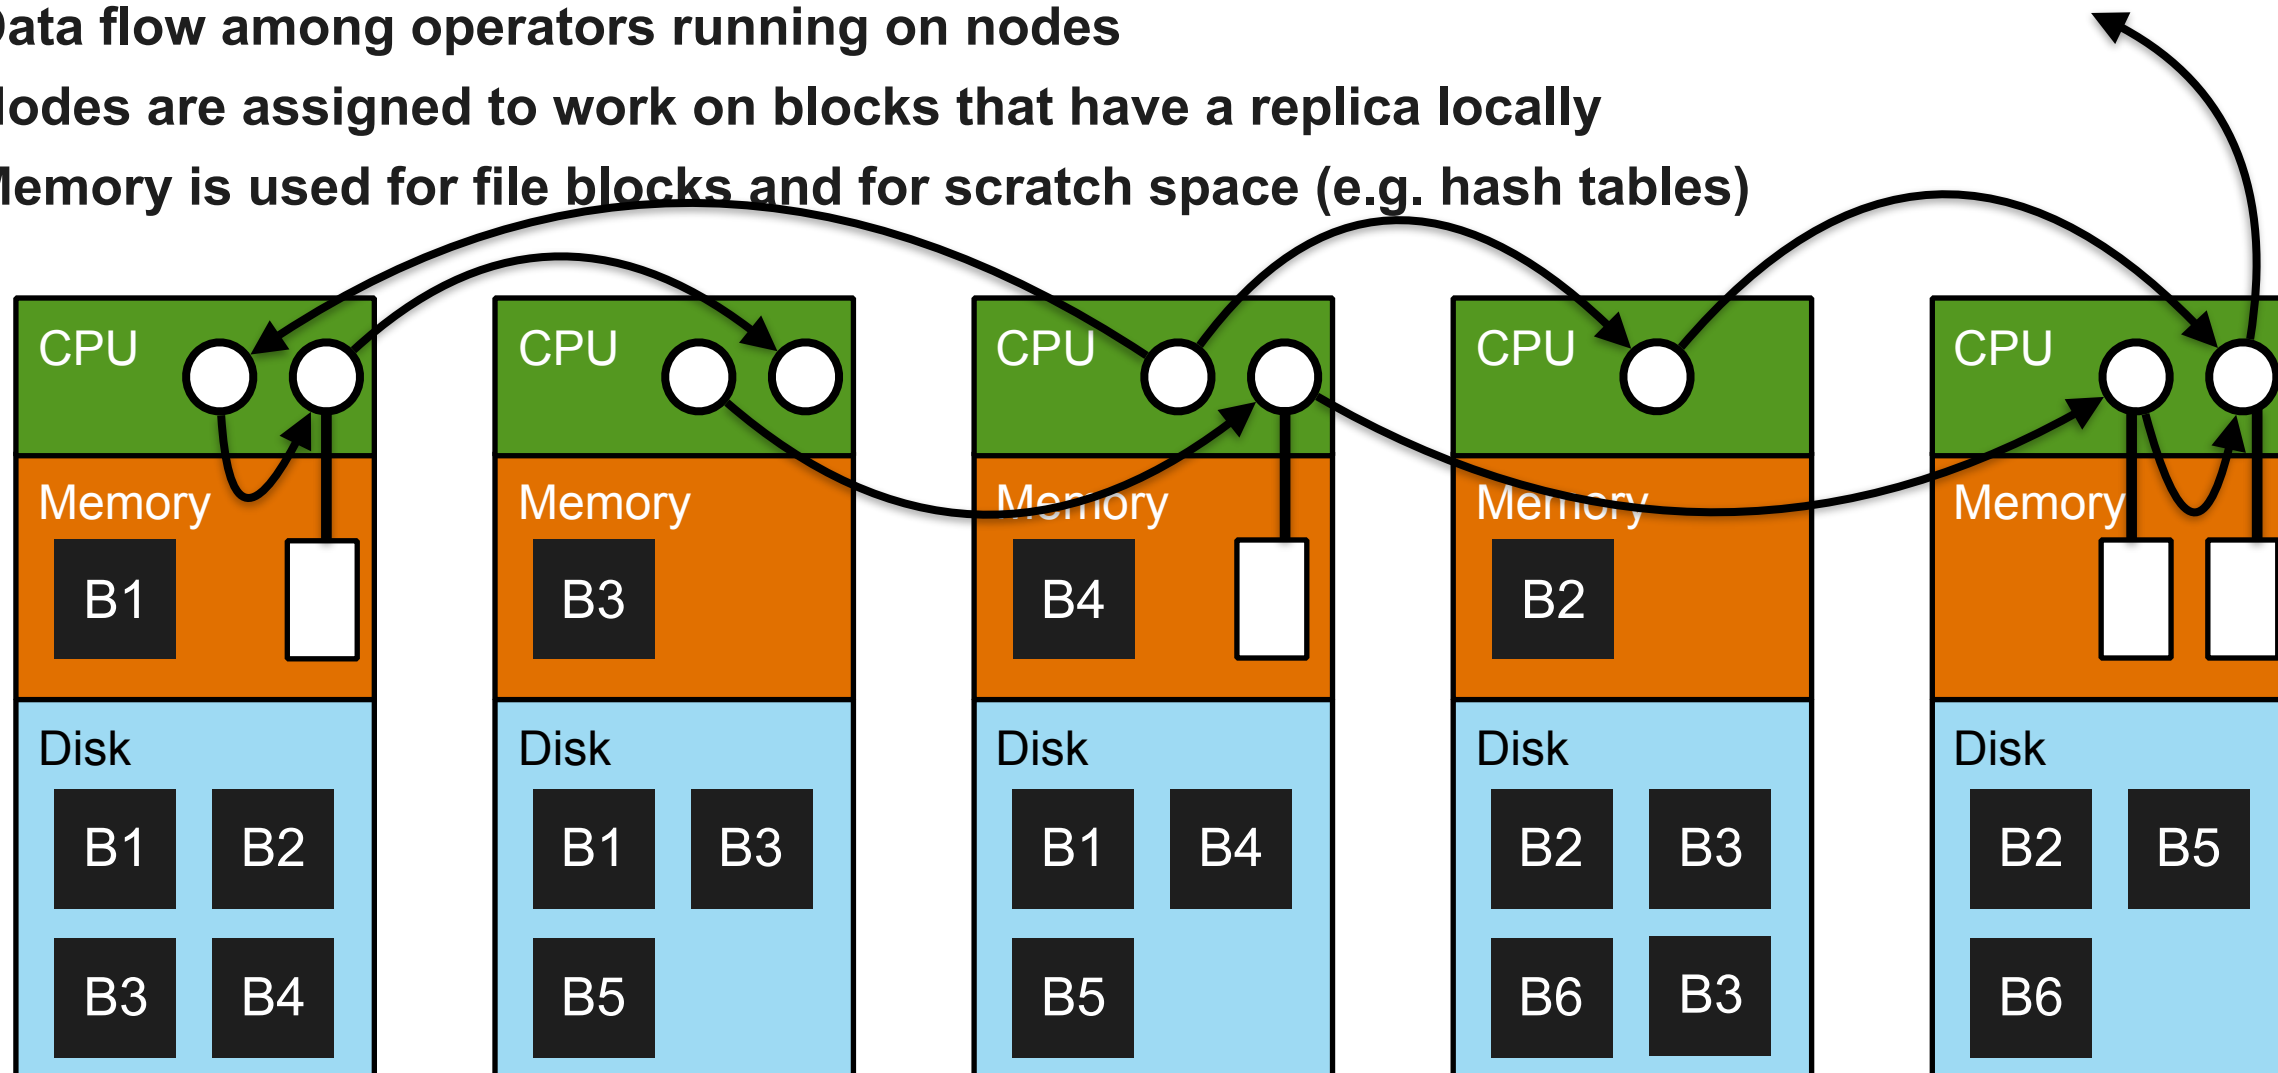 Data flow among operators running on nodes
Nodes are assigned to work on blocks that have a replica locally
Memory is used for file blocks and for scratch space (e.g. hash tables)
CPU CPU CPU CPU CPU
Memory Memory Memory Memory Memory
B1 B3 B4 B2
Disk Disk Disk Disk Disk
B1 B2 B1 B3 B1 B4 B2 B3 B2 B5
B3 B4 B5 B5 B6 B3 B6